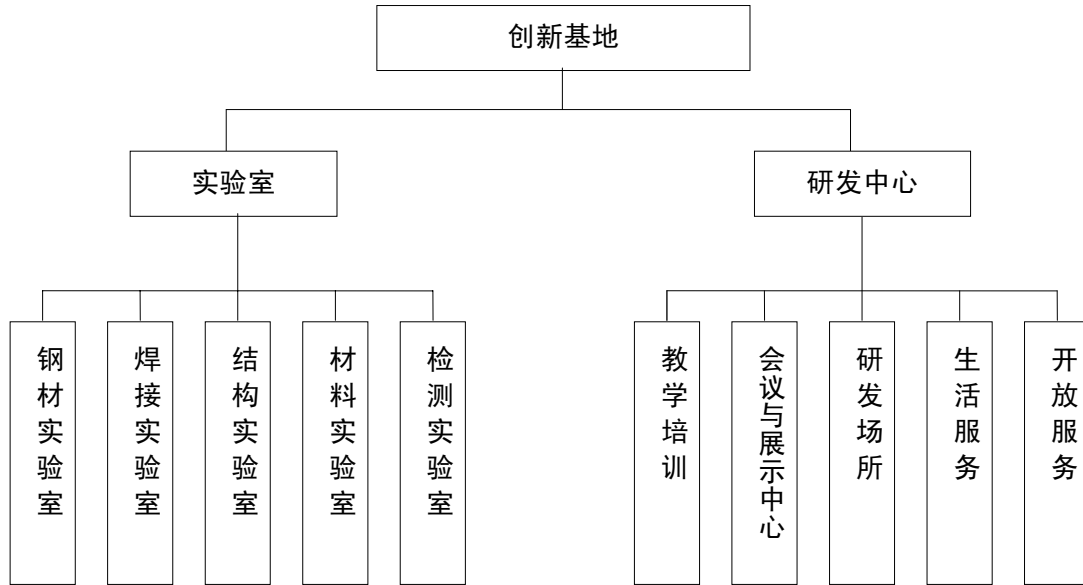 创新基地
实验室
研发中心
钢材实验室
焊接实验室
结构实验室
材料实验室
检测实验室
教学培训
会议与展示中心
研发场所
生活服务
开放服务